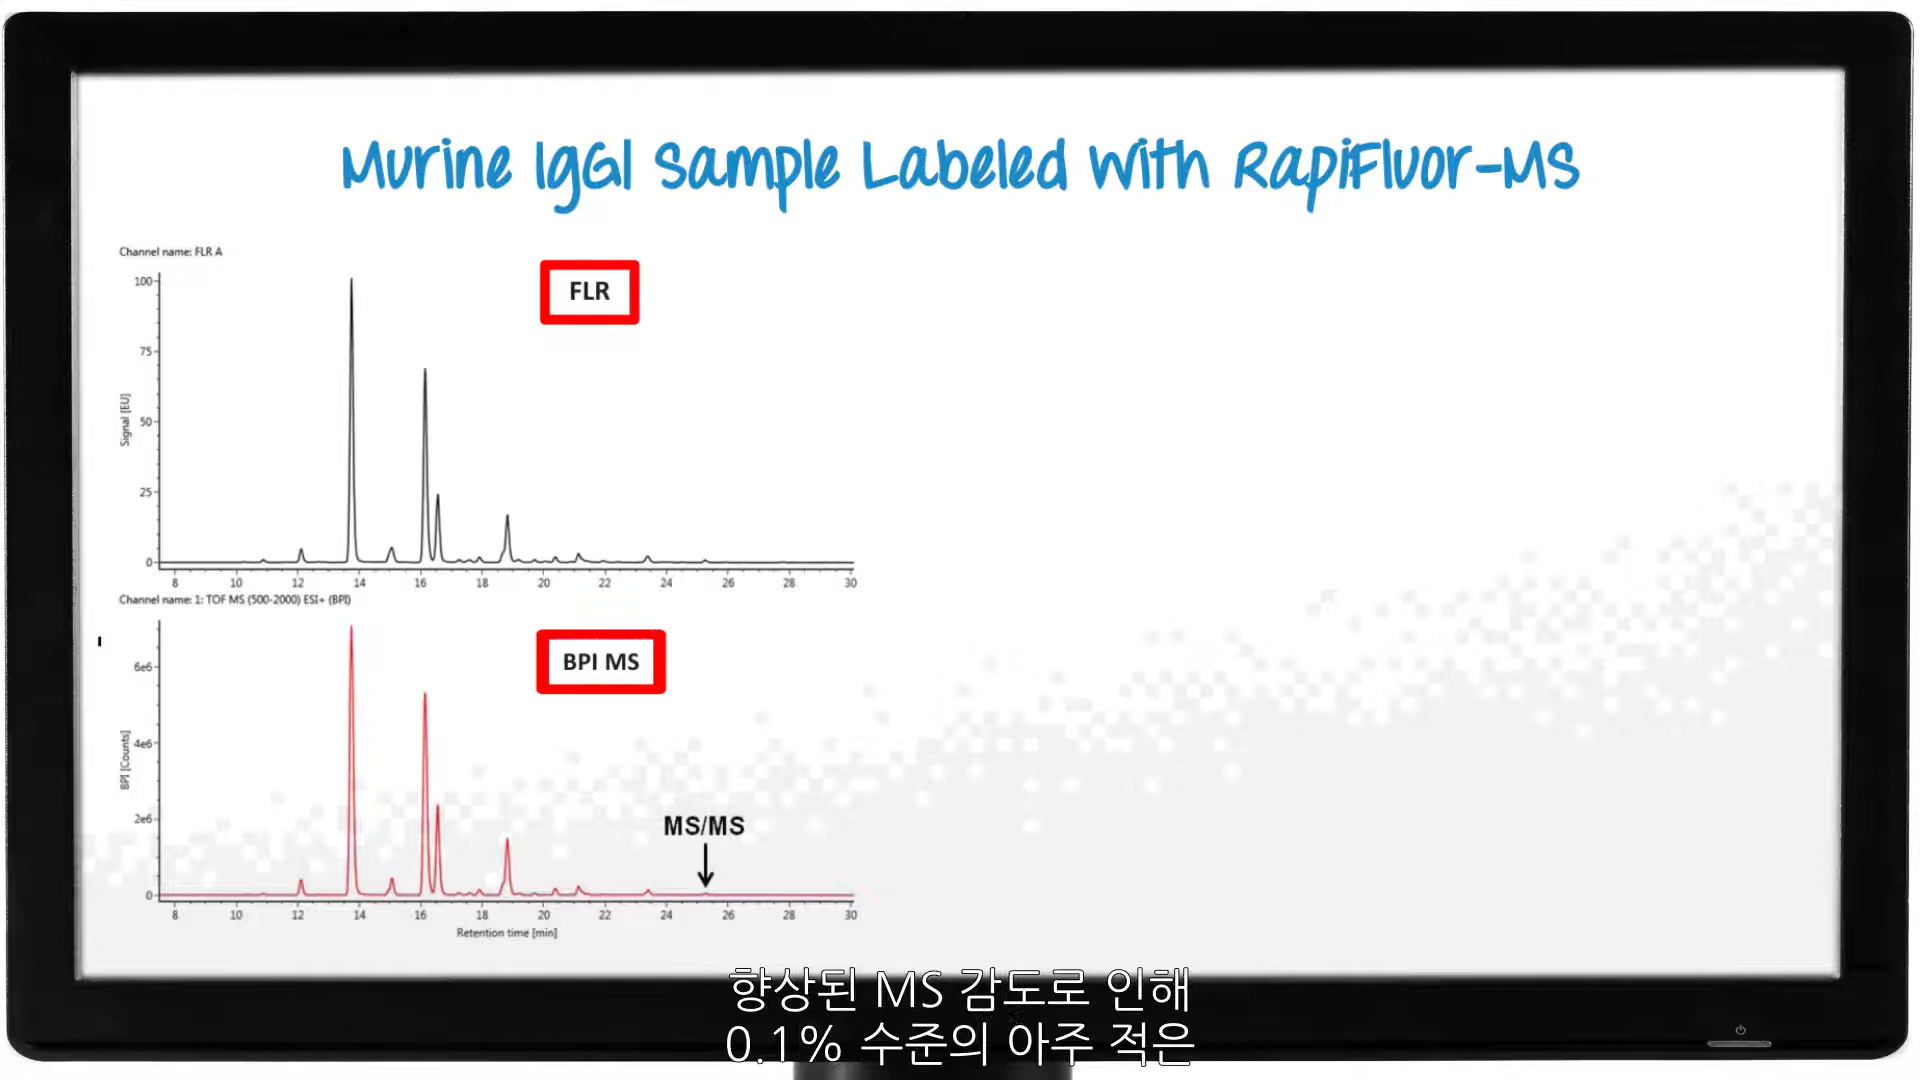 Murine IgG1 Sample Labeled With RapiFluor-MS
Channel name: FLR A
FLR
Signal [EU]
100
75
50
25
0
8 10 12 14 16 18 20 22 24 26 28 30
Channel name: 1: TOF MS (500-2000) ESI+ (BPI)
BPI MS
BPI [Counts]
6e6
4e6
2e6
0
MS/MS
8 10 12 14 16 18 20 22 24 26 28 30
Retention time [min]
향상된 MS 감도로 인해
0.1% 수준의 아주 적은